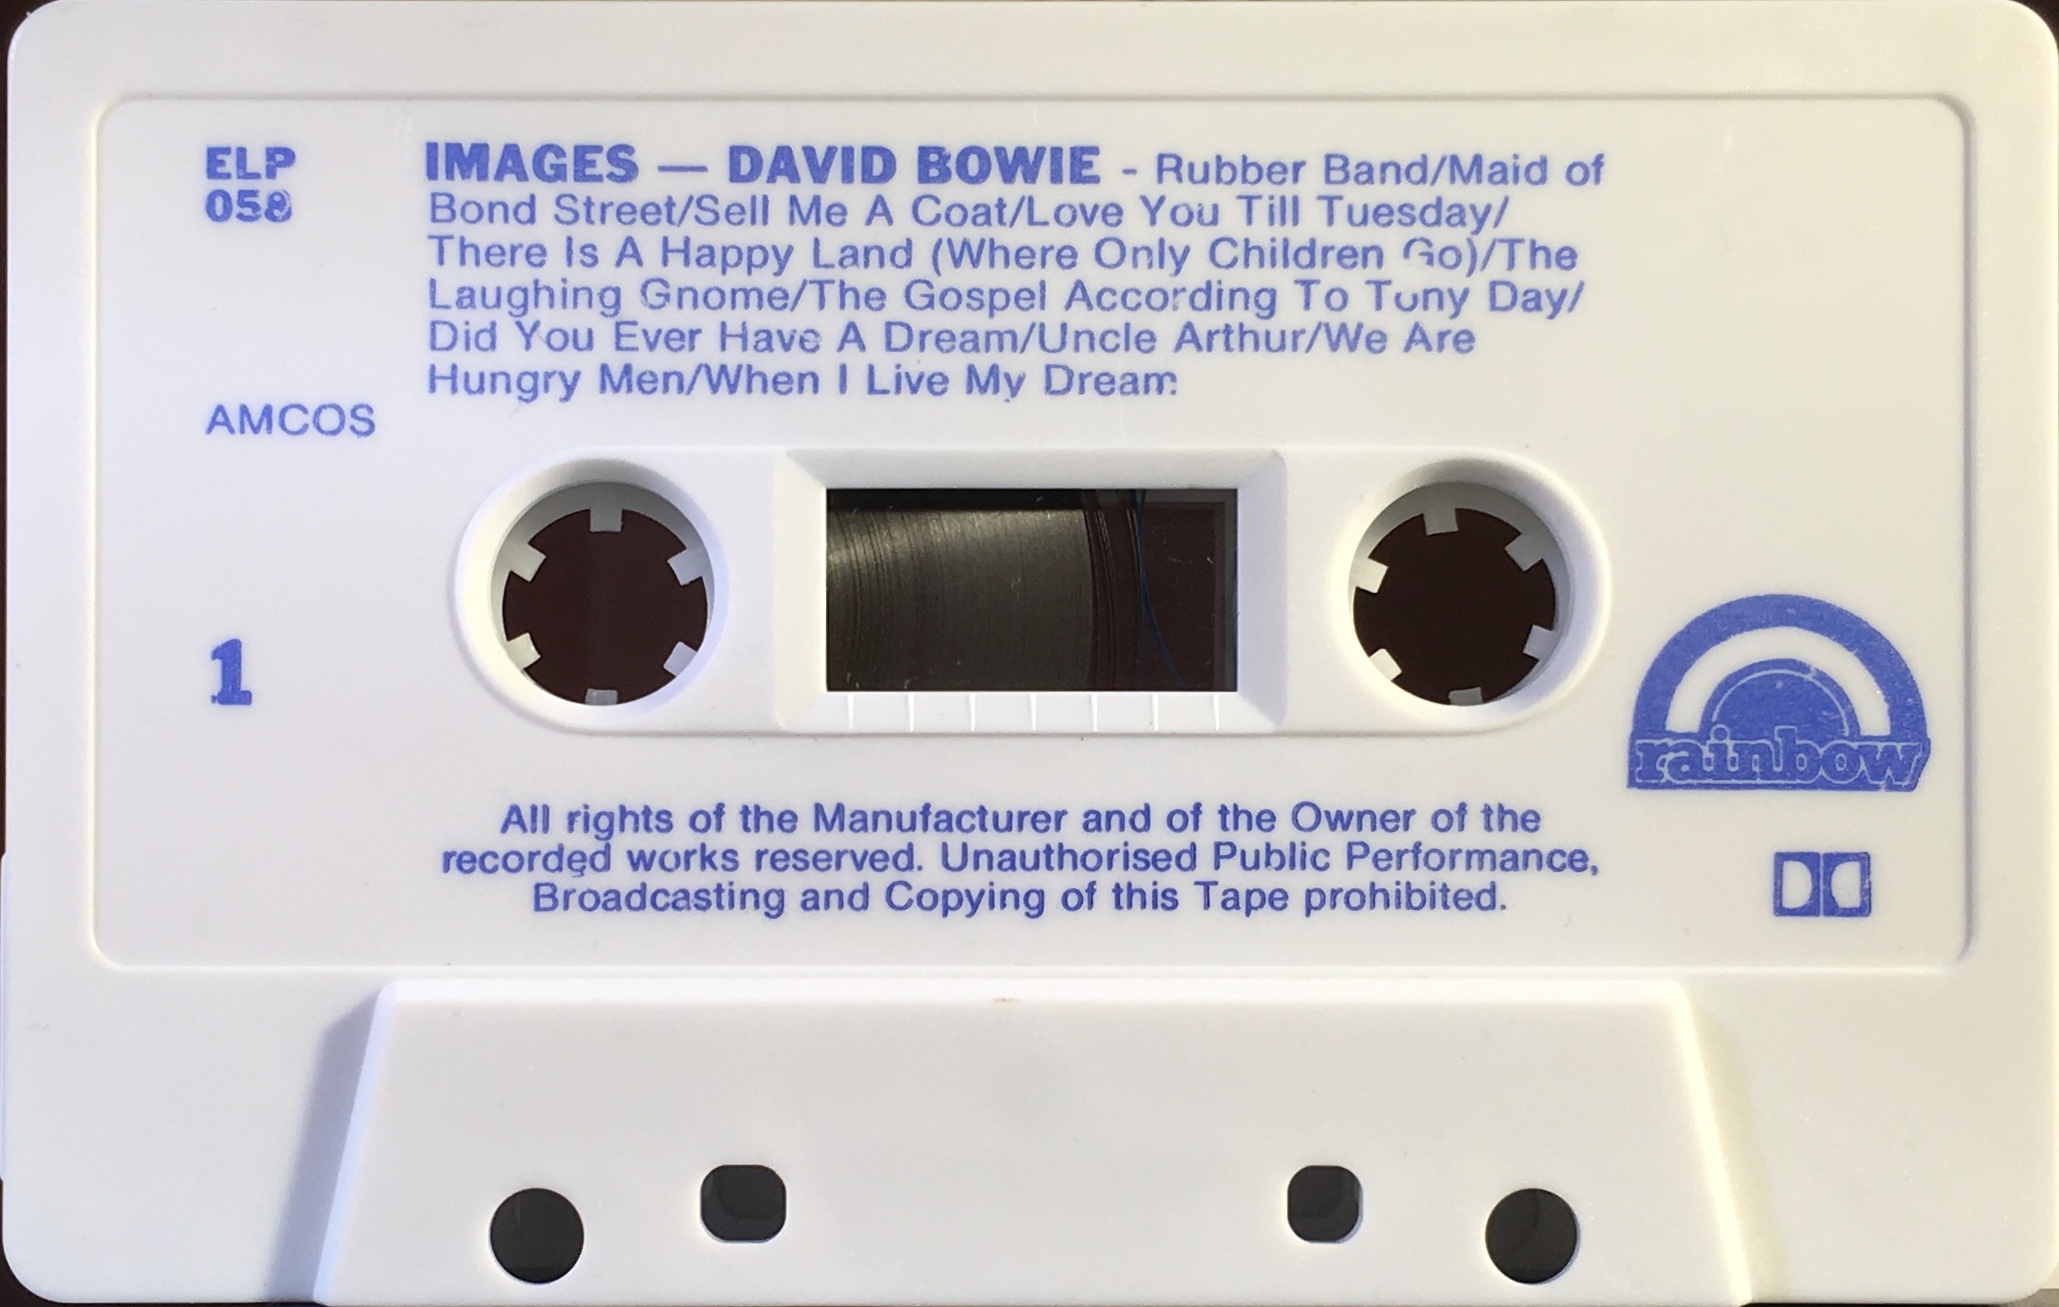 ELP
058
IMAGES — DAVID BOWIE - Rubber Band/Maid of
Bond Street/Sell Me A Coat/Love You Till Tuesday/
There Is A Happy Land (Where Only Children Go)/The
Laughing Gnome/The Gospel According To Tony Day/
Did You Ever Have A Dream/Uncle Arthur/We Are
Hungry Men/When I Live My Dream
AMCOS
1
rainbow
All rights of the Manufacturer and of the Owner of the
recorded works reserved. Unauthorised Public Performance,
Broadcasting and Copying of this Tape prohibited.